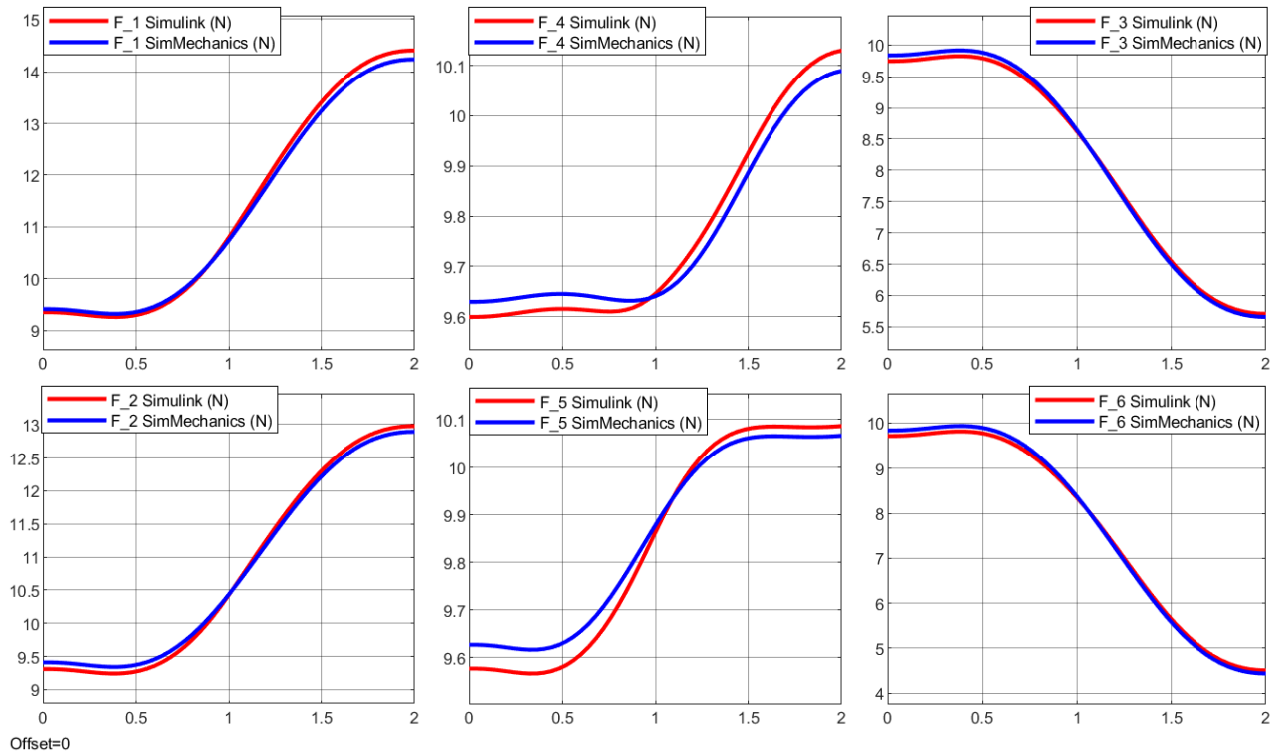 F_1 Simulink (N)
F_1 SimMechanics (N)
15
14
13
12
11
10
9
0 0.5 1 1.5 2
F_4 Simulink (N)
F_4 SimMechanics (N)
10.1
10
9.9
9.8
9.7
9.6
0 0.5 1 1.5 2
F_3 Simulink (N)
F_3 SimMechanics (N)
10
9.5
9
8.5
8
7.5
7
6.5
6
5.5
0 0.5 1 1.5 2
F_2 Simulink (N)
F_2 SimMechanics (N)
13
12.5
12
11.5
11
10.5
10
9.5
9
0 0.5 1 1.5 2
F_5 Simulink (N)
F_5 SimMechanics (N)
10.1
10
9.9
9.8
9.7
9.6
0 0.5 1 1.5 2
F_6 Simulink (N)
F_6 SimMechanics (N)
10
9
8
7
6
5
4
0 0.5 1 1.5 2
Offset=0